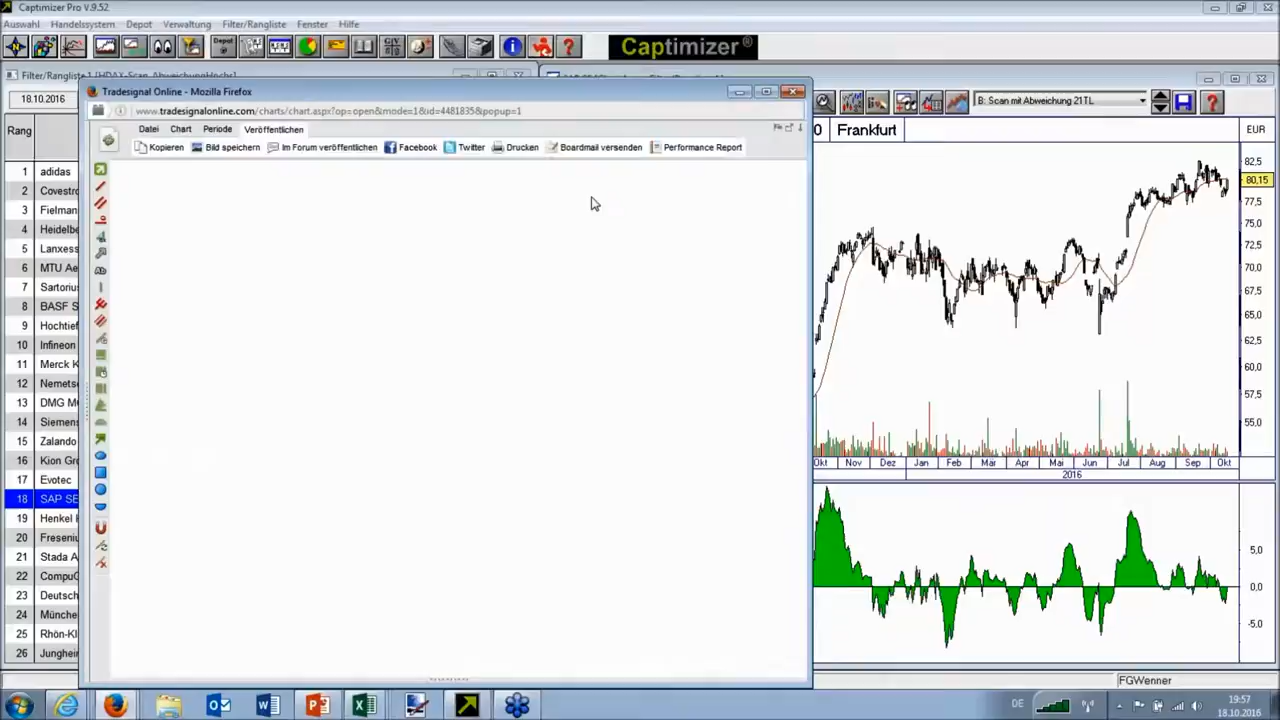 Captimizer Pro V.9.52
Auswahl Handelssystem Depot Verwaltung Filter/Rangliste Fenster Hilfe
Depot
Captimizer®
Filter/Rangliste
18.10.2016
Rang
Tradesignal Online - Mozilla Firefox
www.tradesignalonline.com/charts/chart.aspx?op=open&mode=1&id=4481835&popup=1
Datei Chart Periode Veröffentlichen
Kopieren Bild speichern Im Forum veröffentlichen Facebook Twitter Drucken Boardmail versenden Performance Report
B: Scan mit Abweichung 21TL
0 Frankfurt EUR
1 adidas
2 Covestro
3 Fielman
4 Heidelbe
5 Lanxess
6 MTU Ae
7 Sartorius
8 BASF S
9 Hochtief
10 Infineon
11 Merck K
12 Nemets
13 DMG M
14 Siemens
15 Zalando
16 Kion Gr
17 Evotec
18 SAP SE
19 Henkel
20 Freseniu
21 Stada A
22 CompuG
23 Deutsch
24 Münche
25 Rhön-Kl
26 Junghei
82,5
80,15
77,5
75,0
72,5
70,0
67,5
65,0
62,5
60,0
57,5
55,0
Okt Nov Dez Jan Feb Mär Apr Mai Jun Jul Aug Sep Okt
2016
5,0
0,0
-5,0
FGWenner
DE
19:57
18.10.2016